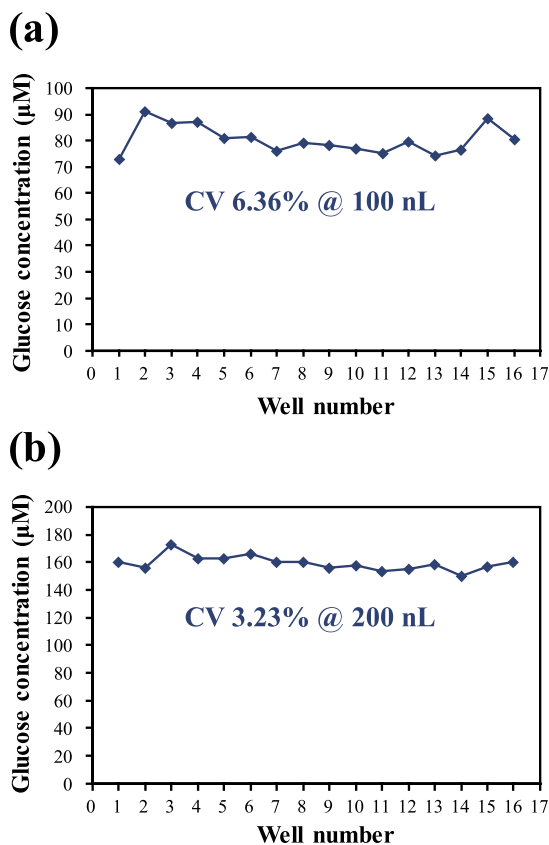 (a)
Glucose concentration (µM)
100
90
80
70
60
50
40
30
20
10
0
CV 6.36% @ 100 nL
0 1 2 3 4 5 6 7 8 9 10 11 12 13 14 15 16 17
Well number
(b)
Glucose concentration (µM)
200
180
160
140
120
100
80
60
40
20
0
CV 3.23% @ 200 nL
0 1 2 3 4 5 6 7 8 9 10 11 12 13 14 15 16 17
Well number